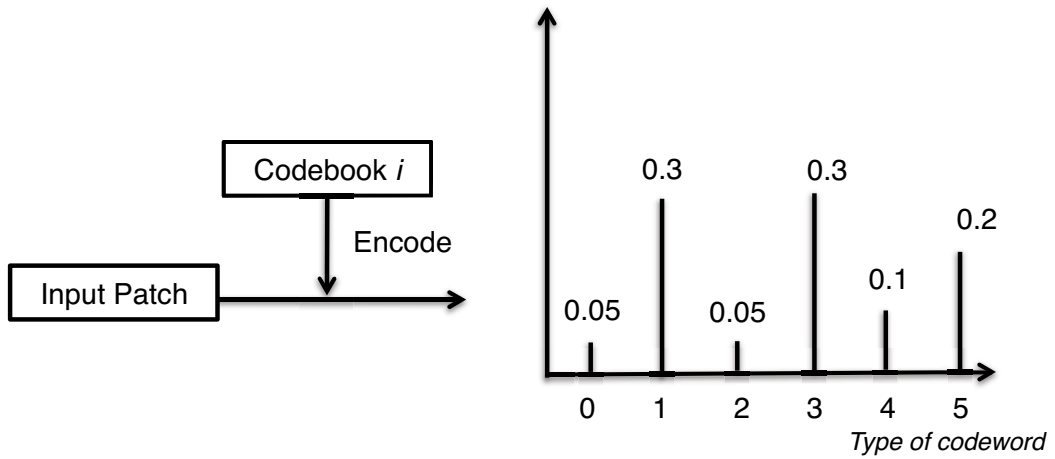 Codebook i
Encode
Input Patch
0.05
0.3
0.05
0.3
0.1
0.2
0 1 2 3 4 5
Type of codeword